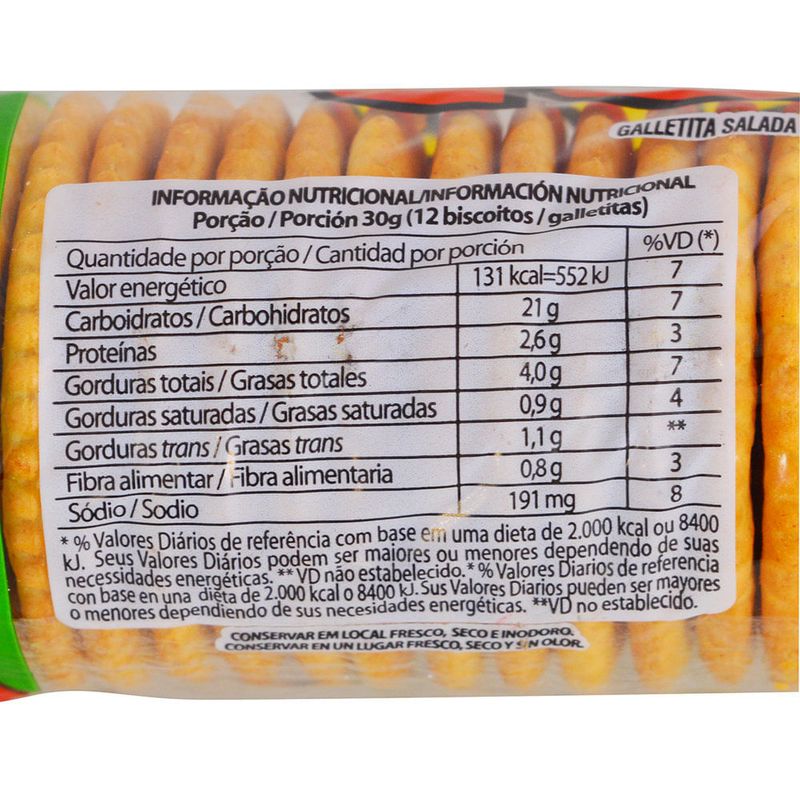 GALLETITA SALADA
INFORMAÇÃO NUTRICIONAL/INFORMACIÓN NUTRICIONAL
Porção / Porción 30g (12 biscoitos / galletitas)
Quantidade por porção / Cantidad por porción %VD (*)
Valor energético 131 kcal=552 kJ 7
Carboidratos / Carbohidratos 21 g 7
Proteínas 2,6 g 3
Gorduras totais / Grasas totales 4,0 g 7
Gorduras saturadas / Grasas saturadas 0,9 g 4
Gorduras trans / Grasas trans 1,1 g **
Fibra alimentar / Fibra alimentaria 0,8 g 3
Sódio / Sodio 191 mg 8
* % Valores Diários de referência com base em uma dieta de 2.000 kcal ou 8400
kJ. Seus Valores Diários podem ser maiores ou menores dependendo de suas
necessidades energéticas. ** VD não estabelecido. * % Valores Diarios de referencia
con base en una dieta de 2.000 kcal o 8400 kJ. Sus Valores Diarios pueden ser mayores
o menores dependiendo de sus necesidades energéticas. **VD no establecido.
CONSERVAR EM LOCAL FRESCO, SECO E INODORO.
CONSERVAR EN UN LUGAR FRESCO, SECO Y SIN OLOR.